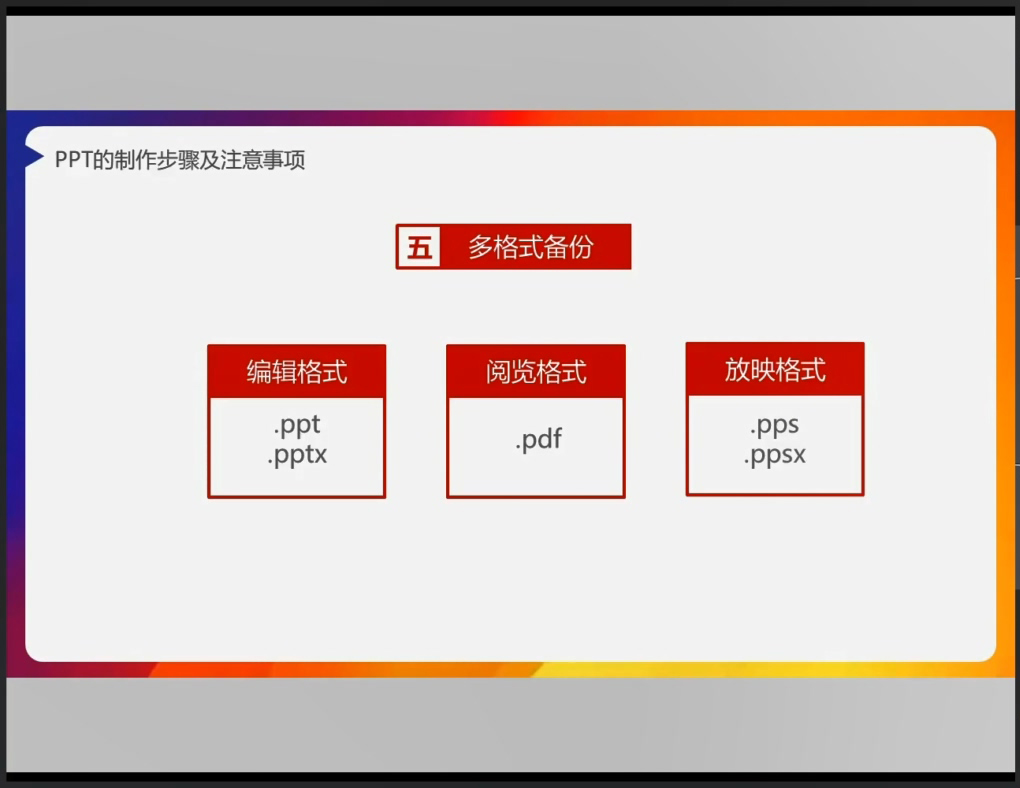 PPT的制作步骤及注意事项
五 多格式备份
编辑格式
.ppt
.pptx
阅览格式
.pdf
放映格式
.pps
.ppsx